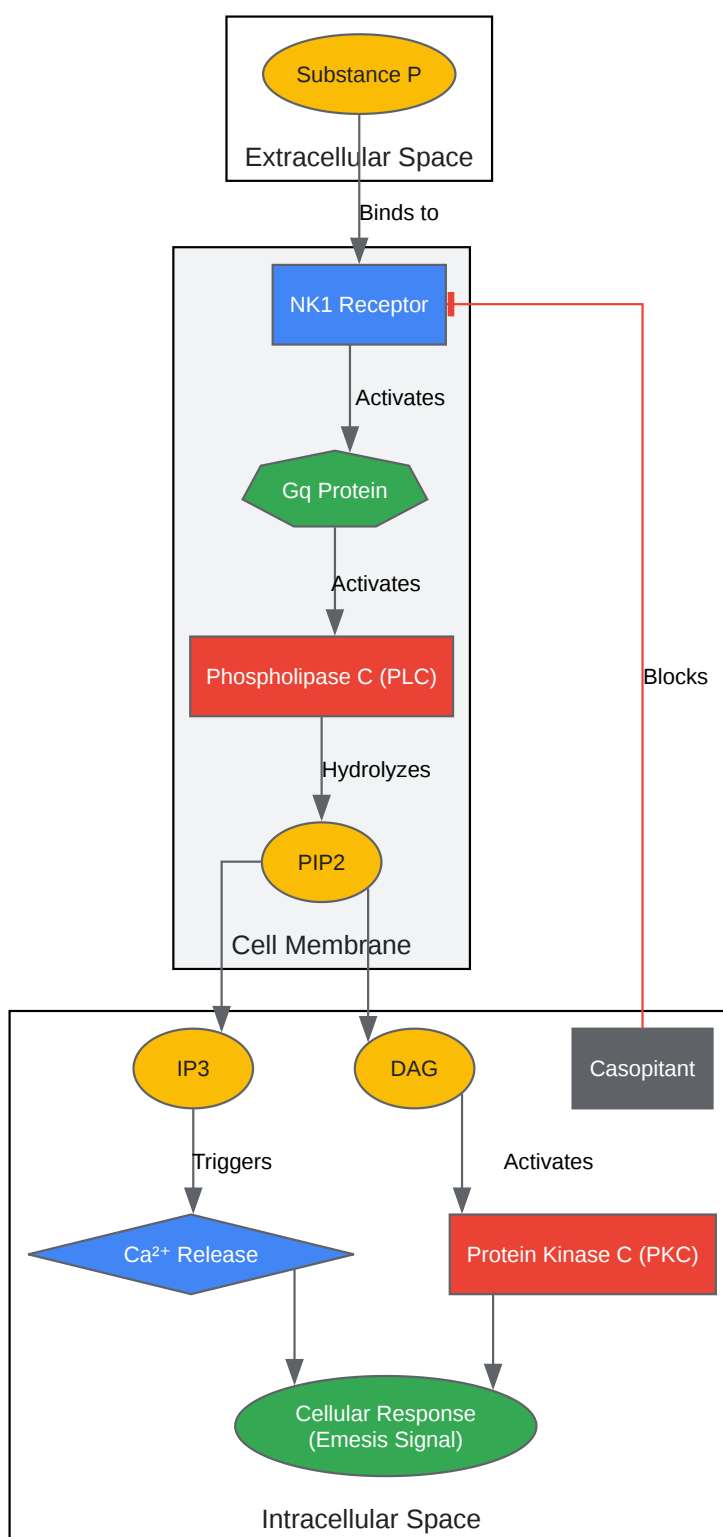 Substance P
Extracellular Space
Binds to
NK1 Receptor
Activates
Gq Protein
Activates
Phospholipase C (PLC)
Blocks
Hydrolyzes
PIP2
Cell Membrane
IP3
DAG
Casopitant
Triggers
Activates
Ca²⁺ Release
Protein Kinase C (PKC)
Cellular Response
(Emesis Signal)
Intracellular Space